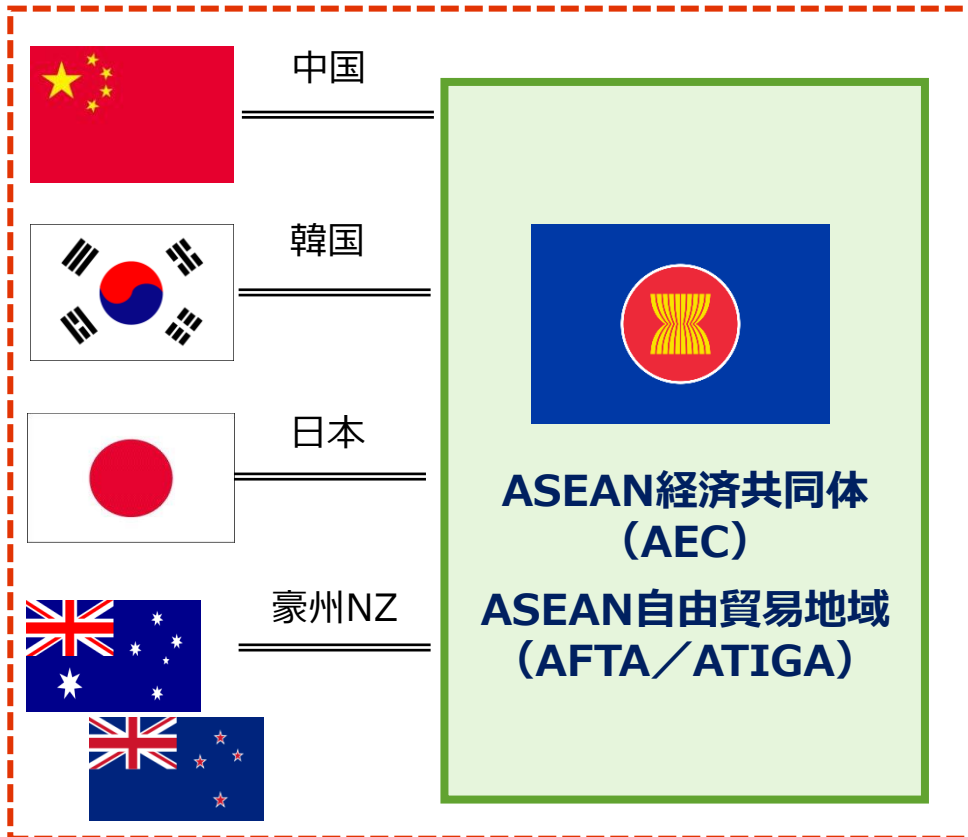 中国
韓国
日本
豪州NZ
ASEAN経済共同体
（AEC）
ASEAN自由貿易地域
（AFTA／ATIGA）